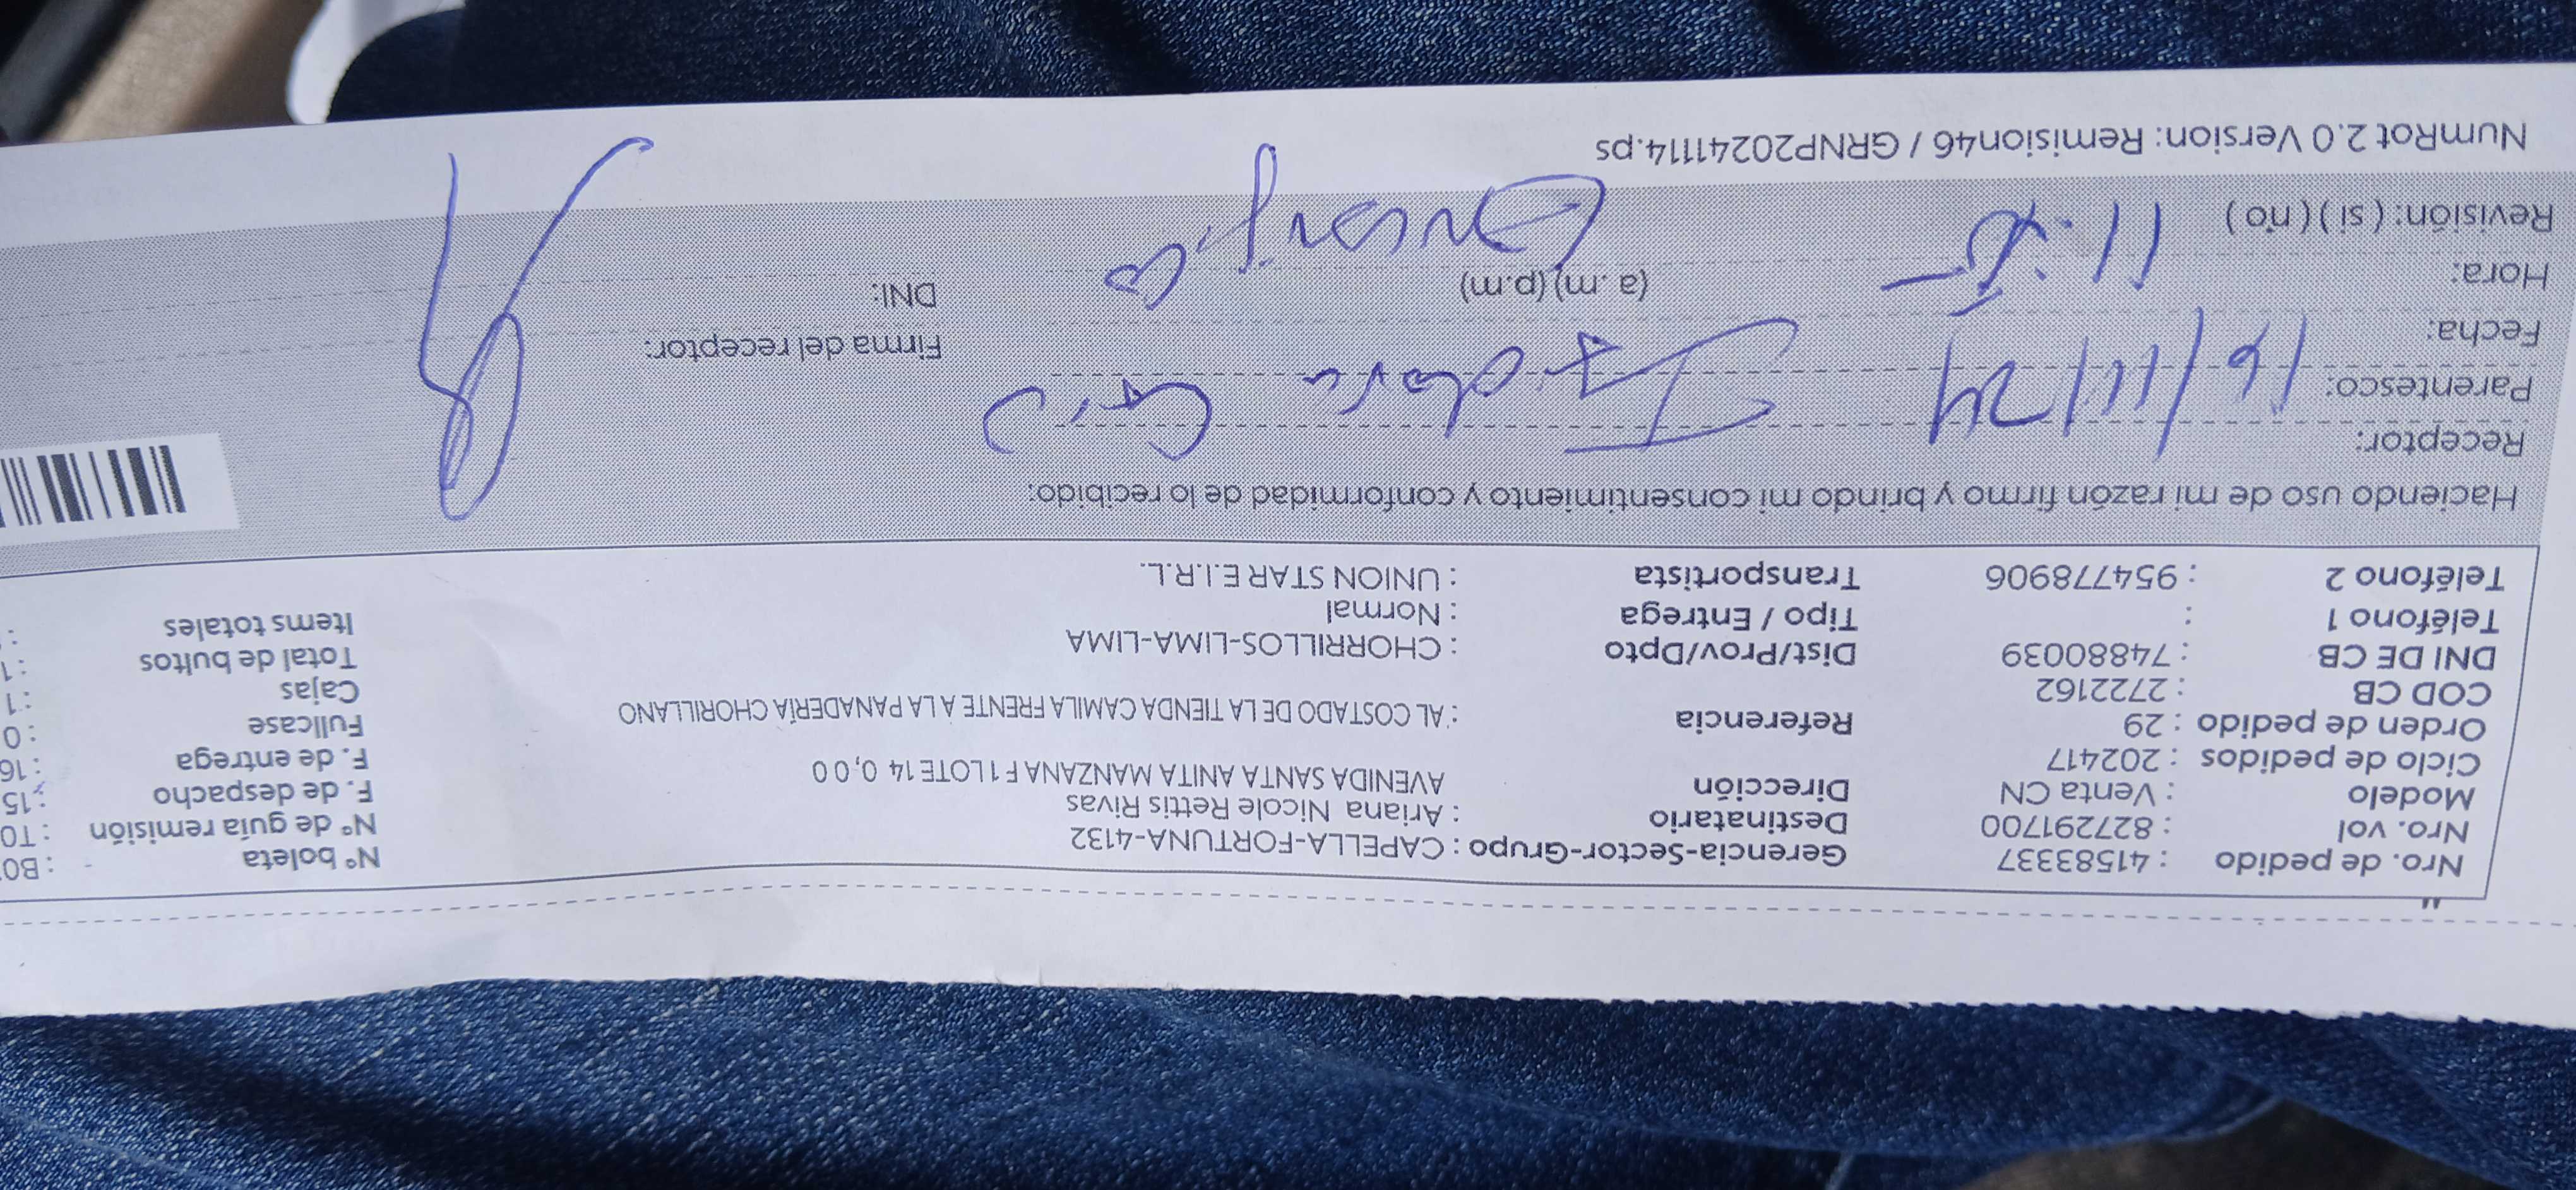 Nro. de pedido : 41583337 Gerencia-Sector-Grupo : CAPELLA-FORTUNA-4132 N° boleta : B0
Nro. vol : 827291700 Destinatario : Ariana Nicole Rettis Rivas N° de guía remisión : T0
Modelo : Venta CN Dirección AVENIDA SANTA ANITA MANZANA F 1 LOTE 14 0,0 0 F. de despacho : 15
Ciclo de pedidos : 202417 F. de entrega : 16
Orden de pedido : 29 Referencia : AL COSTADO DE LA TIENDA CAMILA FRENTE A LA PANADERÍA CHORILLANO Fullcase : 0
COD CB : 2722162 Cajas : 1
DNI DE CB : 74880039 Dist/Prov/Dpto : CHORRILLOS-LIMA-LIMA Total de bultos : 1
Teléfono 1 : Tipo / Entrega : Normal Items totales :
Teléfono 2 : 954778906 Transportista : UNION STAR E.I.R.L.
Haciendo uso de mi razón firmo y brindo mi consentimiento y conformidad de lo recibido:
Receptor:
Parentesco: 16/11/24
Fecha: Firma del receptor:
Hora: (a. m) (p.m) DNI:
Revisión: ( si ) ( no )
NumRot 2.0 Version: Remision46 / GRNP20241114.ps